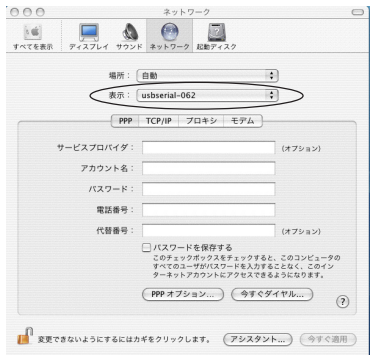 ネットワーク
すべてを表示 ディスプレイ サウンド ネットワーク 起動ディスク
場所： 自動
表示： usbserial-062
PPP TCP/IP プロキシ モデム
サービスプロバイダ： (オプション)
アカウント名：
パスワード：
電話番号：
代替番号： (オプション)
パスワードを保存する
このチェックボックスをチェックすると、このコンピュータの
すべてのユーザがパスワードを入力することなく、このイン
ターネットアカウントにアクセスできるようになります。
PPP オプション... 今すぐダイヤル... ?
変更できないようにするにはカギをクリックします。 アシスタント... 今すぐ適用